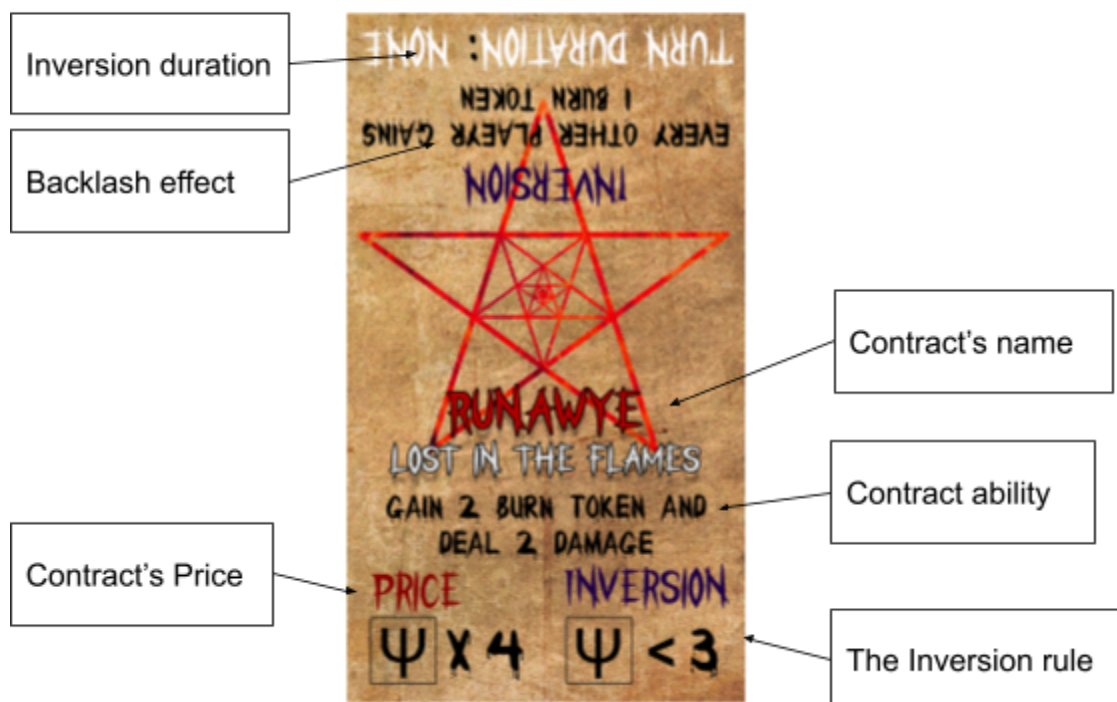 Inversion duration
Backlash effect
Contract's Price
TURN DURATION: NONE
EVERY OTHER PLAEYR GAINS
1 BURN TOKEN
INVERSION
RUNAWYE
LOST IN THE FLAMES
GAIN 2 BURN TOKEN AND
DEAL 2 DAMAGE
PRICE
INVERSION
Ψ X 4
Ψ < 3
Contract's name
Contract ability
The Inversion rule